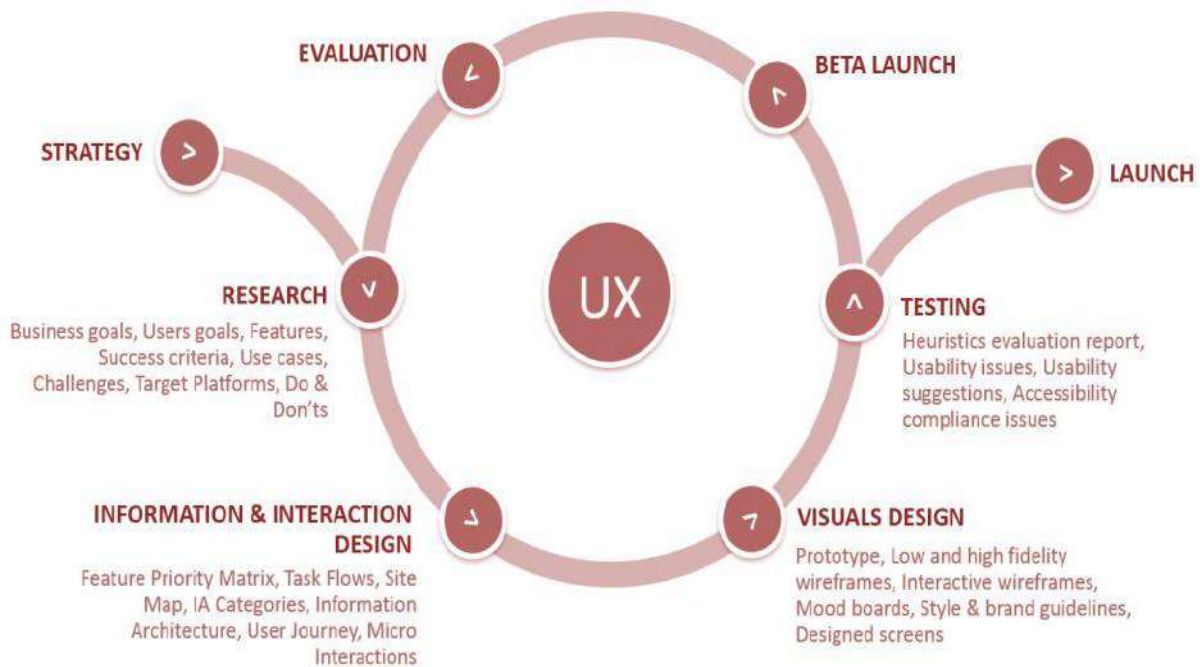 EVALUATION
BETA LAUNCH
STRATEGY
LAUNCH
UX
RESEARCH
Business goals, Users goals, Features,
Success criteria, Use cases,
Challenges, Target Platforms, Do &
Don'ts
TESTING
Heuristics evaluation report,
Usability issues, Usability
suggestions, Accessibility
compliance issues
INFORMATION & INTERACTION
DESIGN
Feature Priority Matrix, Task Flows, Site
Map, IA Categories, Information
Architecture, User Journey, Micro
Interactions
VISUALS DESIGN
Prototype, Low and high fidelity
wireframes, Interactive wireframes,
Mood boards, Style & brand guidelines,
Designed screens